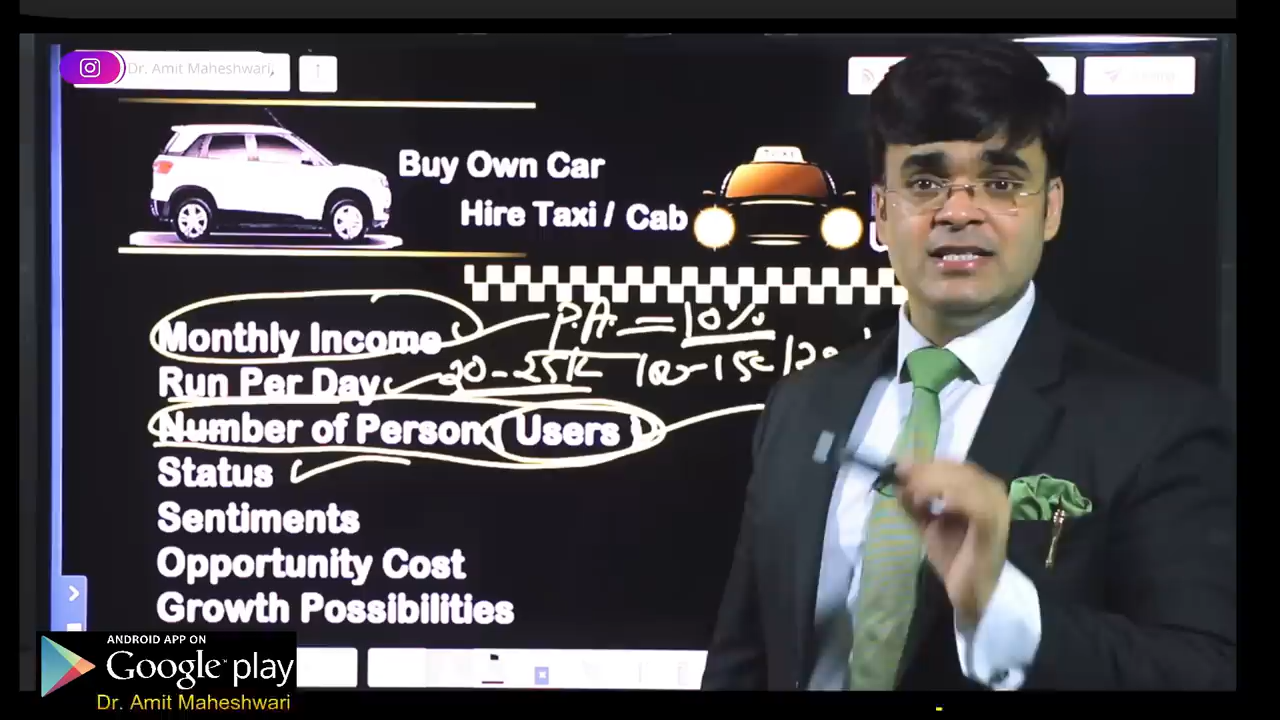 Dr. Amit Maheshwari
Buy Own Car
Hire Taxi / Cab
TAXI
Monthly Income P.A. = 10%
Run Per Day 20-25K
Number of Person Users
Status
Sentiments
Opportunity Cost
Growth Possibilities
ANDROID APP ON
Google play
Dr. Amit Maheshwari